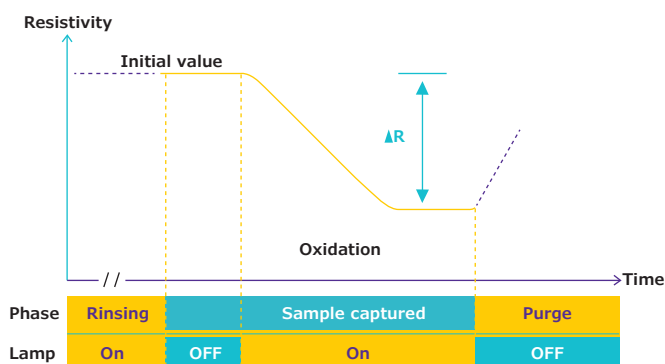 Resistivity
Initial value
▲R
Oxidation
//
Time
Phase Rinsing Sample captured Purge
Lamp On OFF On OFF